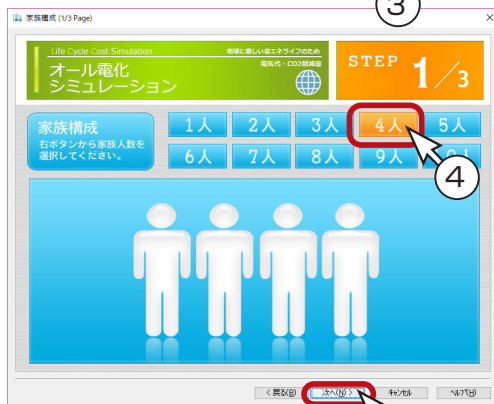 ③
家族構成 (1/3 Page)
Life Cycle Cost Simulation
地球に優しい省エネライフのため
オール電化
シミュレーション
電気代・CO2削減量
STEP 1/3
家族構成
右ボタンから家族人数を
選択してください。
1人 2人 3人 4人 5人
6人 7人 8人 9人
④
< 戻る(B) 次へ(N) > キャンセル ヘルプ(H)